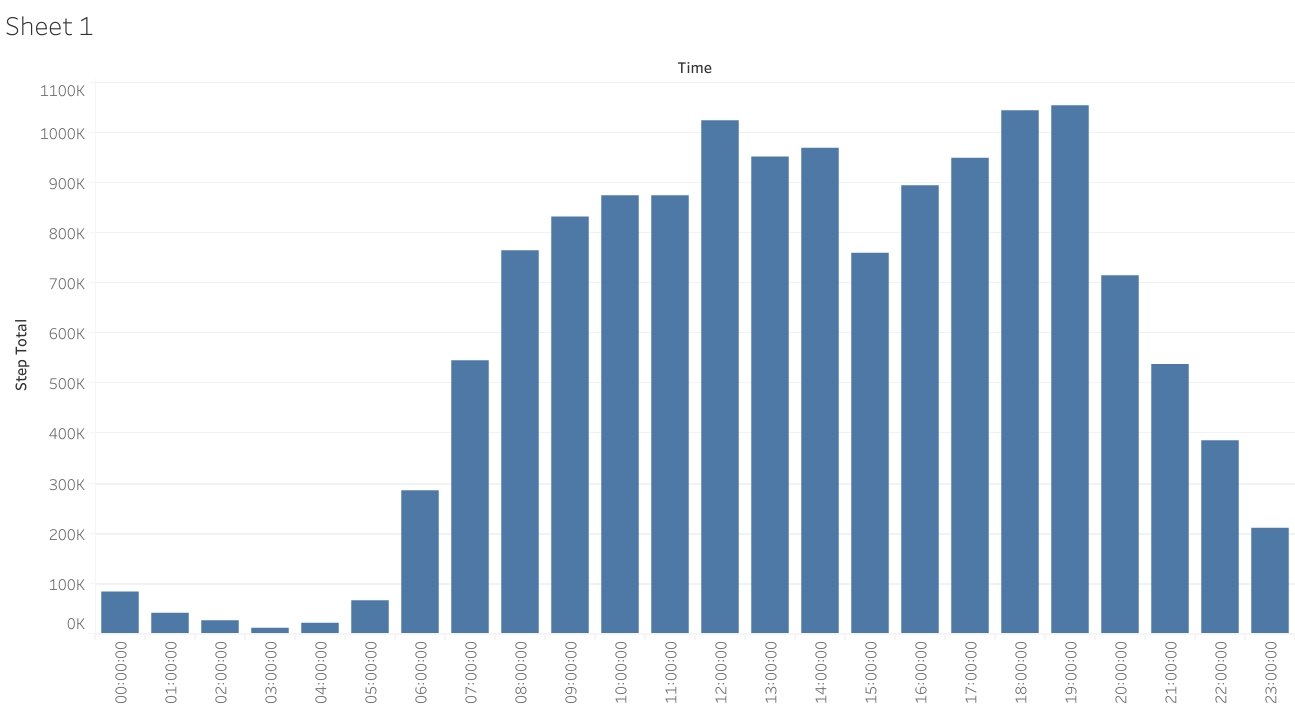 Sheet 1
Time
1100K
1000K
900K
800K
700K
600K
500K
400K
300K
200K
100K
0K
Step Total
00:00:00
01:00:00
02:00:00
03:00:00
04:00:00
05:00:00
06:00:00
07:00:00
08:00:00
09:00:00
10:00:00
11:00:00
12:00:00
13:00:00
14:00:00
15:00:00
16:00:00
17:00:00
18:00:00
19:00:00
20:00:00
21:00:00
22:00:00
23:00:00